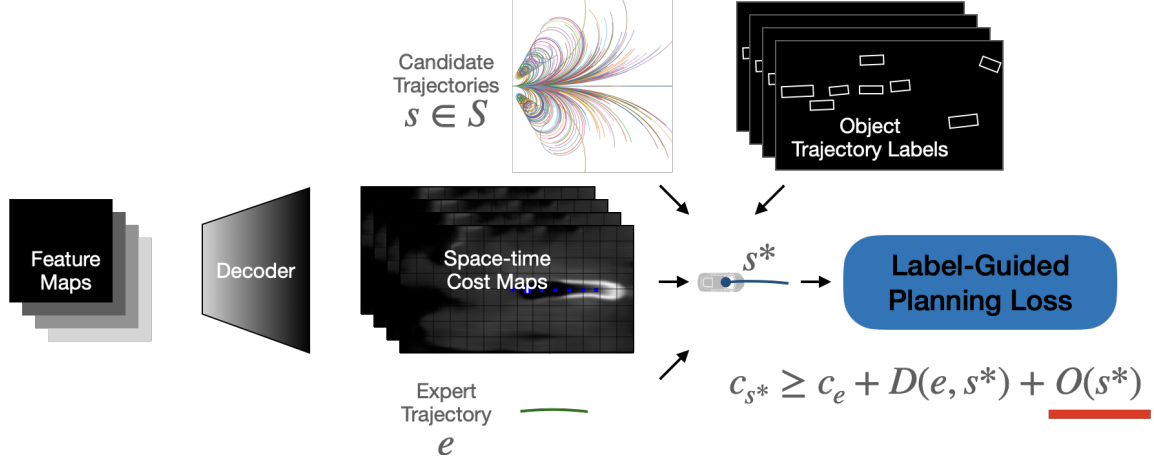 Candidate
Trajectories
s ∈ S
Object
Trajectory Labels
Feature
Maps
Decoder
Space-time
Cost Maps
s*
Label-Guided
Planning Loss
Expert
Trajectory
e
c_{s*} ≥ c_e + D(e, s*) + O(s*)